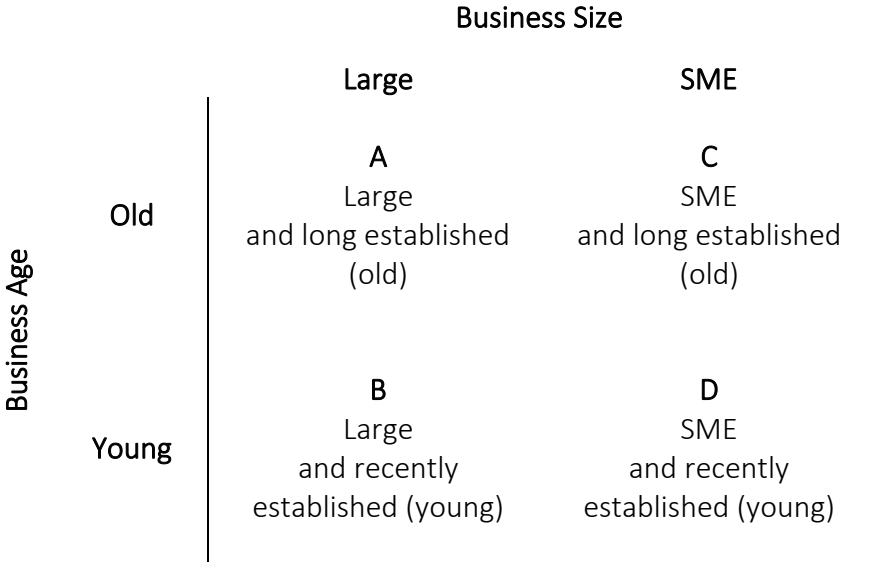 Business Size
Large
SME
Business Age
Old
A
Large
and long established
(old)
C
SME
and long established
(old)
Young
B
Large
and recently
established (young)
D
SME
and recently
established (young)